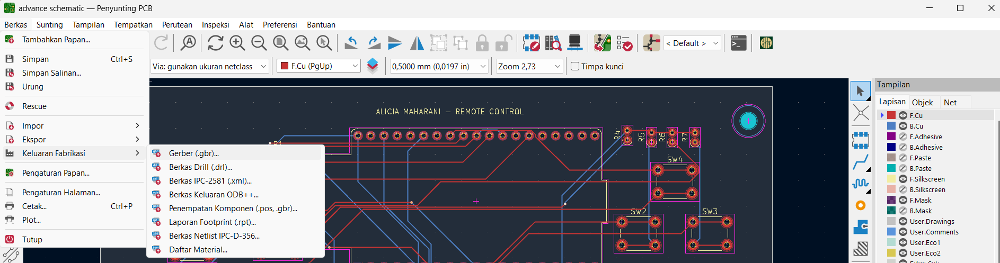 advance schematic — Penyunting PCB
Berkas Sunting Tampilan Tempatkan Perutean Inspeksi Alat Preferensi Bantuan
Tambahkan Papan...
Simpan Ctrl+S
Simpan Salinan...
Urung
Rescue
Impor
Ekspor
Keluaran Fabrikasi
Pengaturan Papan...
Pengaturan Halaman...
Cetak... Ctrl+P
Plot...
Tutup
Gerber (.gbr)...
Berkas Drill (.drl)...
Berkas IPC-2581 (.xml)...
Berkas Keluaran ODB++...
Penempatan Komponen (.pos, .gbr)...
Laporan Footprint (.rpt)...
Berkas Netlist IPC-D-356...
Daftar Material...
< Default >
Via: gunakan ukuran netclass
F.Cu (PgUp)
0,5000 mm (0,0197 in)
Zoom 2,73
Timpa kunci
ALICIA MAHARANI – REMOTE CONTROL
R4
R5
R6
R7
SW4
SW2
SW3
Tampilan
Lapisan Objek Net
F.Cu
B.Cu
F.Adhesive
B.Adhesive
F.Paste
B.Paste
F.Silkscreen
B.Silkscreen
F.Mask
B.Mask
User.Drawings
User.Comments
User.Eco1
User.Eco2